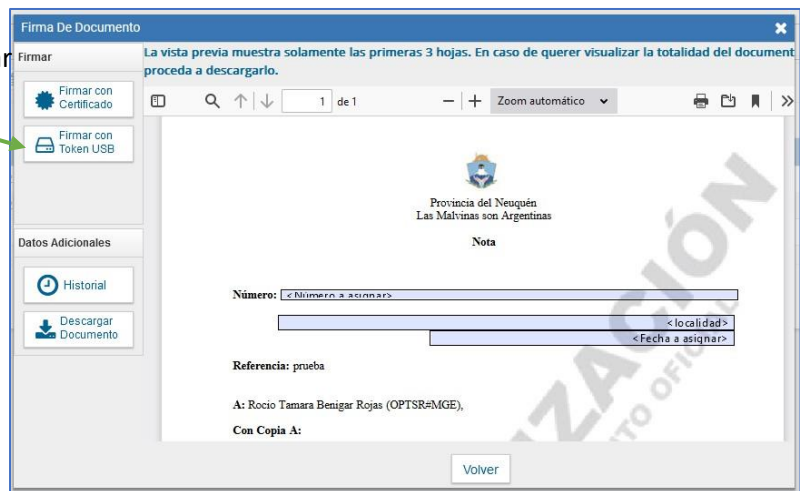 Firma De Documento
Firmar
Firmar con
Certificado
Firmar con
Token USB
Datos Adicionales
Historial
Descargar
Documento
La vista previa muestra solamente las primeras 3 hojas. En caso de querer visualizar la totalidad del document
proceda a descargarlo.
1 de 1
Zoom automático
Provincia del Neuquén
Las Malvinas son Argentinas
Nota
Número: <Número a asignar>
<localidad>
<Fecha a asignar>
Referencia: prueba
A: Rocio Tamara Benigar Rojas (OPTSR#MGE),
Con Copia A:
Volver